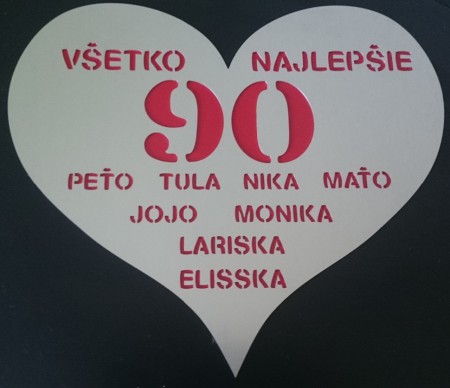 VŠETKO NAJLEPŠIE
90
PEŤO TULA NIKA MAŤO
JOJO MONIKA
LARISKA
ELISSKA